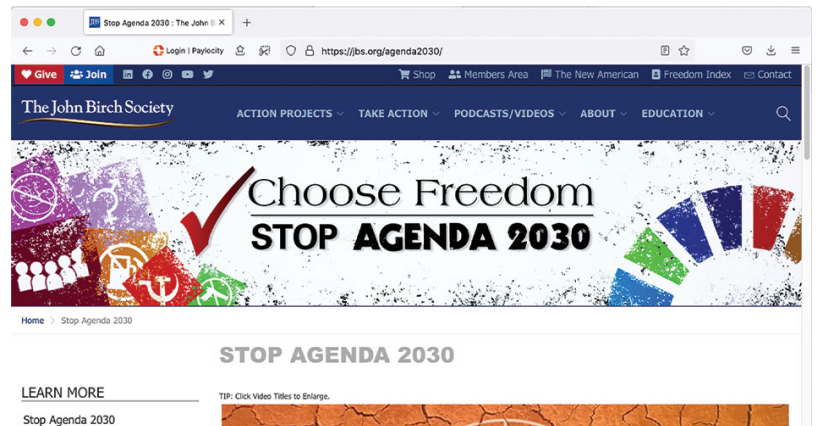 Stop Agenda 2030 : The John B
Login | Paylocity
https://jbs.org/agenda2030/
Give Join Shop Members Area The New American Freedom Index Contact
The John Birch Society
ACTION PROJECTS TAKE ACTION PODCASTS/VIDEOS ABOUT EDUCATION
Choose Freedom
STOP AGENDA 2030
Home > Stop Agenda 2030
STOP AGENDA 2030
LEARN MORE
TIP: Click Video Titles to Enlarge.
Stop Agenda 2030